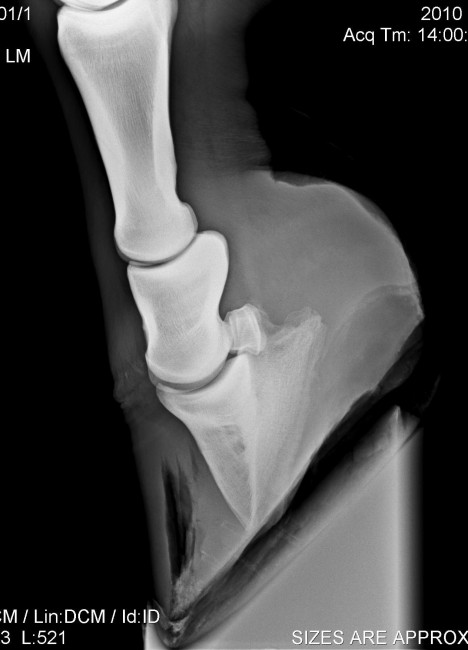 01/1
2010
Acq Tm: 14:00:
LM
CM / Lin:DCM / Id:ID
3 L:521
SIZES ARE APPROX